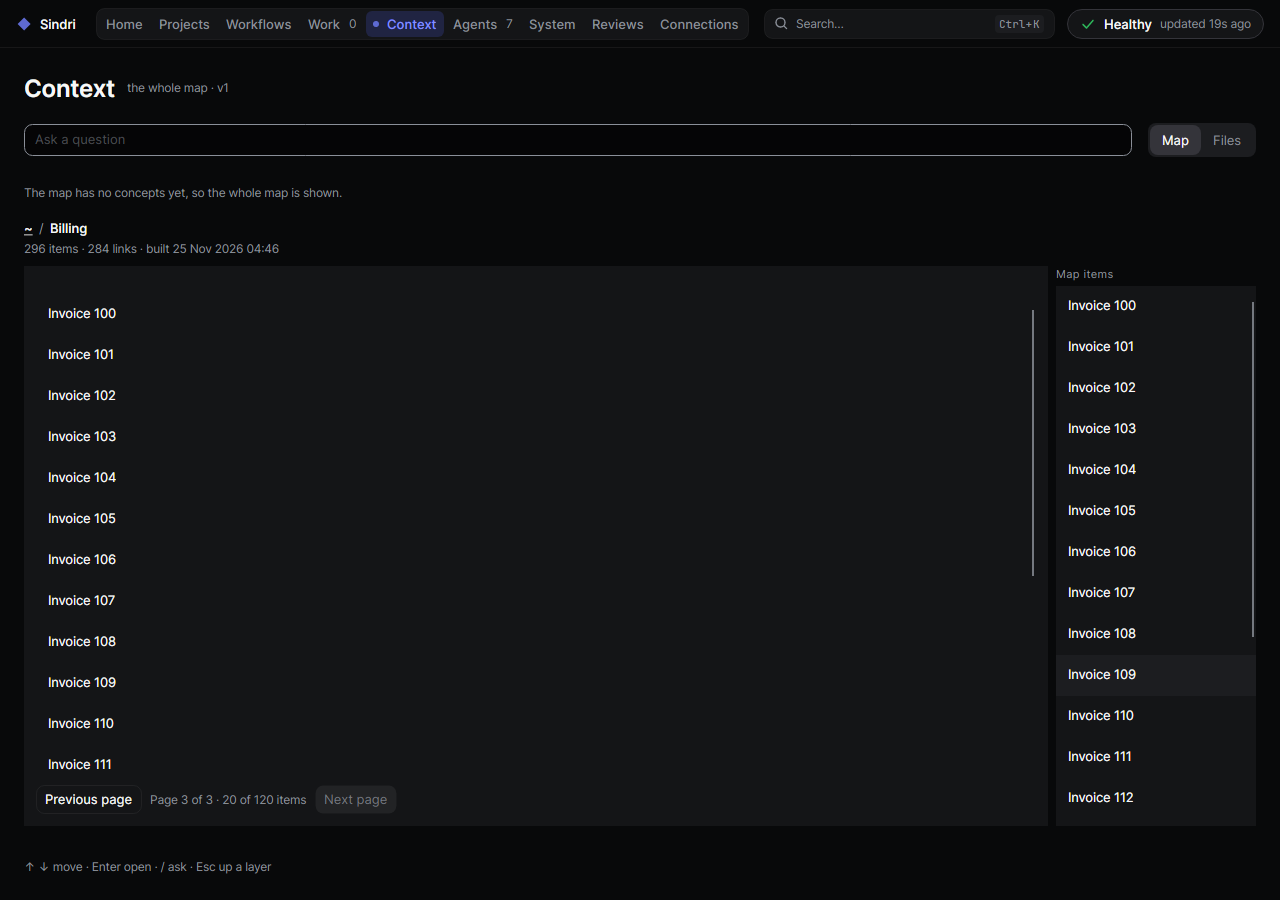 Sindri Home Projects Workflows Work 0 Context Agents 7 System Reviews Connections Search... Ctrl+K Healthy updated 19s ago
Context the whole map · v1
Ask a question Map Files
The map has no concepts yet, so the whole map is shown.
~ / Billing
296 items · 284 links · built 25 Nov 2026 04:46
Invoice 100
Invoice 101
Invoice 102
Invoice 103
Invoice 104
Invoice 105
Invoice 106
Invoice 107
Invoice 108
Invoice 109
Invoice 110
Invoice 111
Previous page Page 3 of 3 · 20 of 120 items Next page
Map items
Invoice 100
Invoice 101
Invoice 102
Invoice 103
Invoice 104
Invoice 105
Invoice 106
Invoice 107
Invoice 108
Invoice 109
Invoice 110
Invoice 111
Invoice 112
↑ ↓ move · Enter open · / ask · Esc up a layer